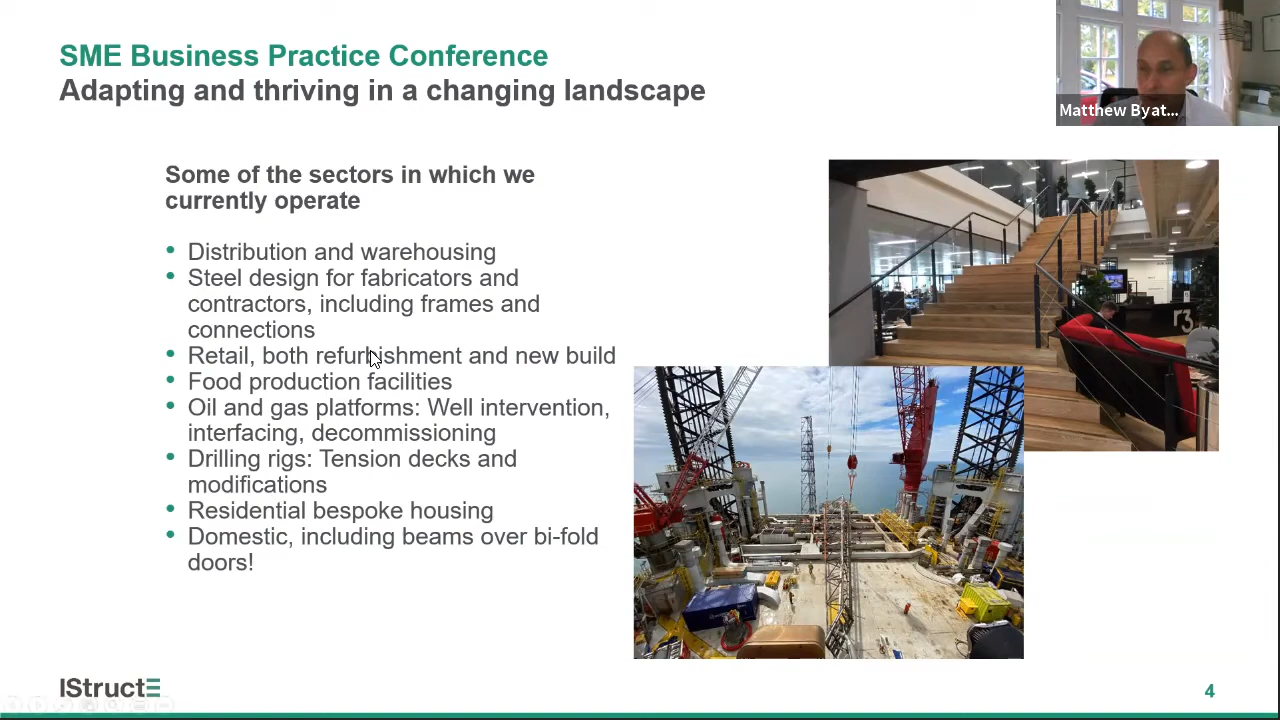 SME Business Practice Conference
Adapting and thriving in a changing landscape
Matthew Byat...
Some of the sectors in which we
currently operate
• Distribution and warehousing
• Steel design for fabricators and
contractors, including frames and
connections
• Retail, both refurbishment and new build
• Food production facilities
• Oil and gas platforms: Well intervention,
interfacing, decommissioning
• Drilling rigs: Tension decks and
modifications
• Residential bespoke housing
• Domestic, including beams over bi-fold
doors!
r3
IStructE
4